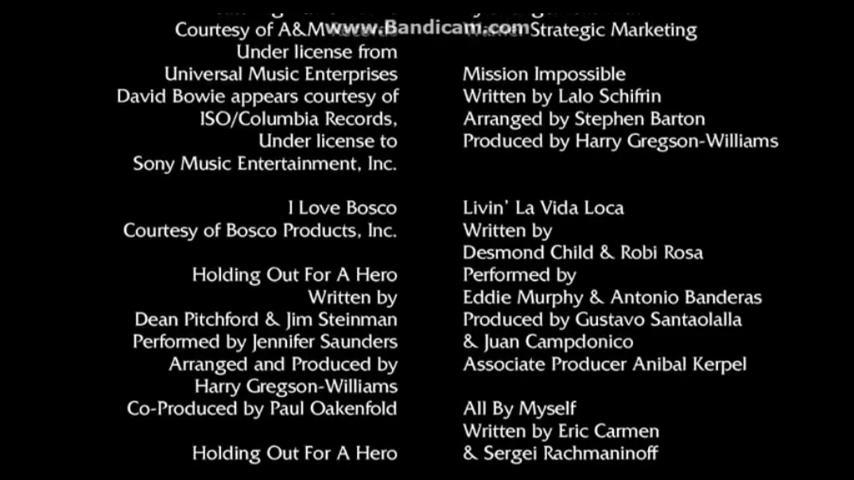 www.Bandicam.com
Courtesy of A&M
Under license from
Universal Music Enterprises
David Bowie appears courtesy of
ISO/Columbia Records,
Under license to
Sony Music Entertainment, Inc.
I Love Bosco
Courtesy of Bosco Products, Inc.
Holding Out For A Hero
Written by
Dean Pitchford & Jim Steinman
Performed by Jennifer Saunders
Arranged and Produced by
Harry Gregson-Williams
Co-Produced by Paul Oakenfold
Holding Out For A Hero
Strategic Marketing
Mission Impossible
Written by Lalo Schifrin
Arranged by Stephen Barton
Produced by Harry Gregson-Williams
Livin' La Vida Loca
Written by
Desmond Child & Robi Rosa
Performed by
Eddie Murphy & Antonio Banderas
Produced by Gustavo Santaolalla
& Juan Campdonico
Associate Producer Anibal Kerpel
All By Myself
Written by Eric Carmen
& Sergei Rachmaninoff